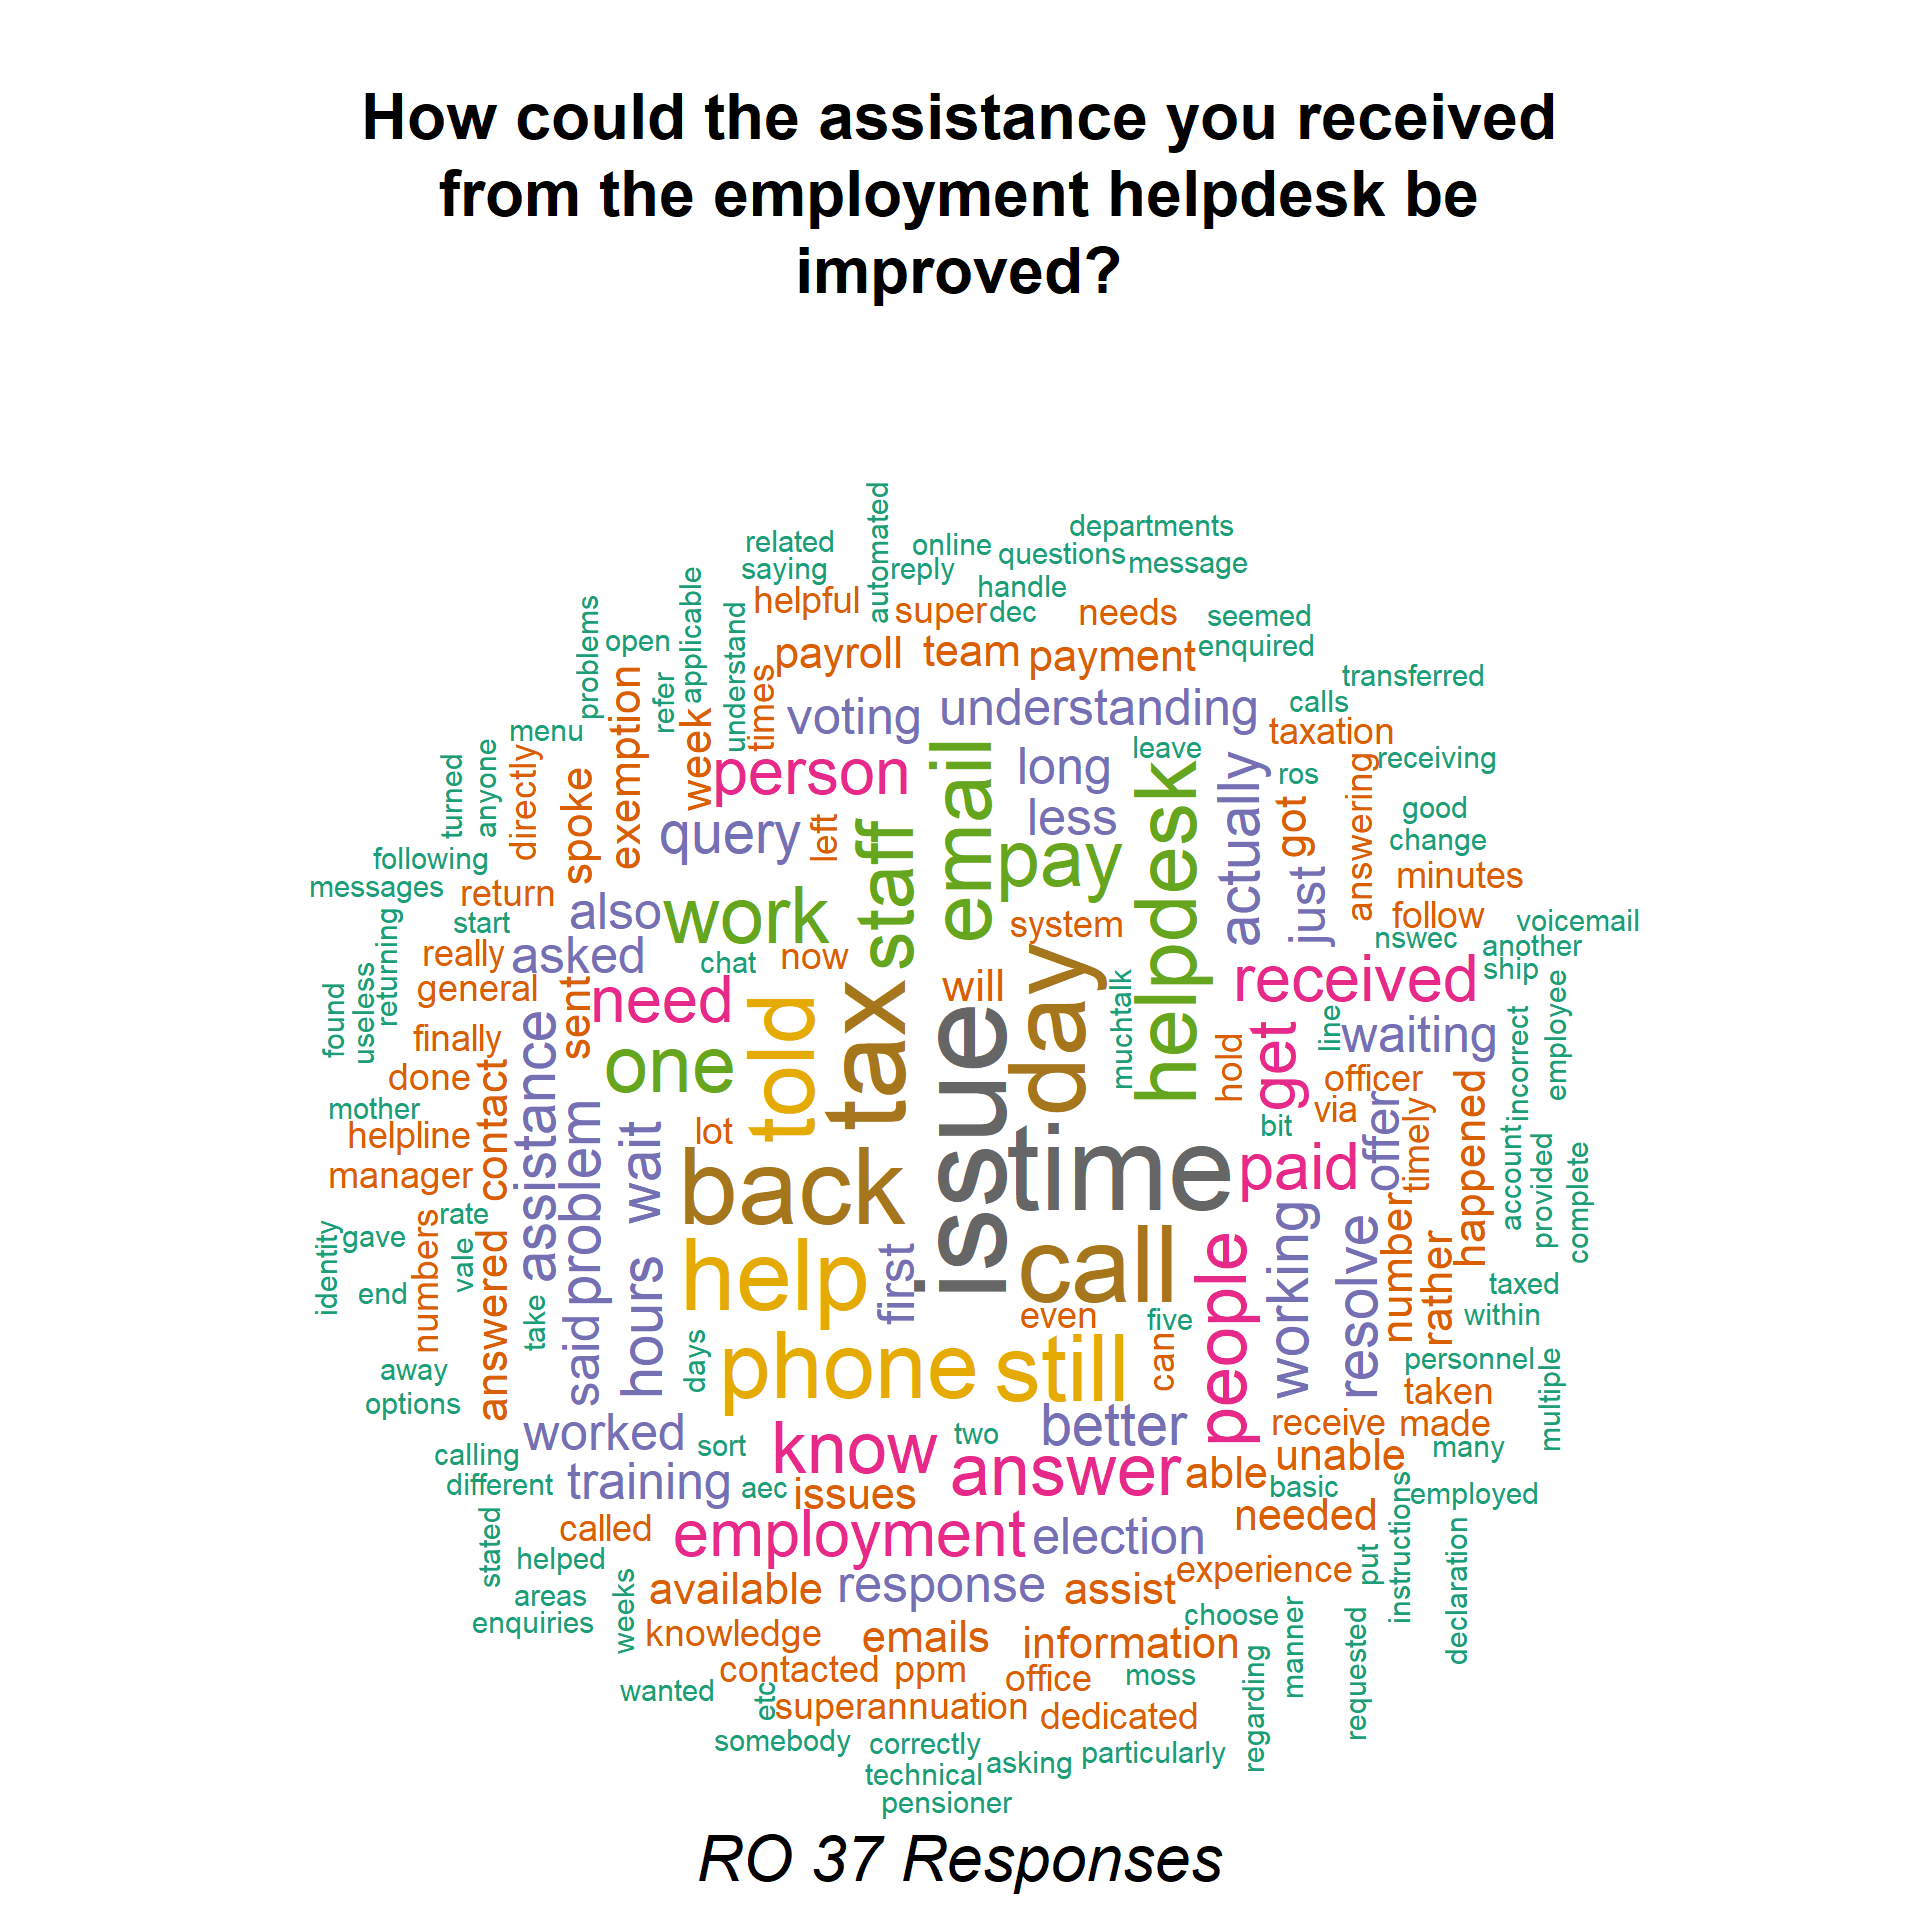 How could the assistance you received
from the employment helpdesk be
improved?
departments
automated
related
online
questions
message
saying
reply
handle
helpful
super
dec
needs
seemed
problems
open
applicable
understand
payroll
team
payment
enquired
refer
exemption
times
transferred
week
voting
understanding
calls
menu
taxation
turned
anyone
directly
spoke
person
email
long
leave
actually
ros
answering
receiving
query
left
staff
less
pay
helpdesk
got
good
change
following
messages
return
also
work
just
minutes
follow
start
system
voicemail
returning
really
asked
chat
now
nswec
another
found
useless
general
sent
need
told
tax
will
day
received
ship
employee
finally
assistance
one
issue
muchtalk
hold
get
line
waiting
incorrect
done
contact
officer
happened
mother
helpline
problem
wait
lot
time
bit
via
offer
timely
account
provided
complete
manager
back
paid
identity
gave
rate
numbers
vale
answered
hours
help
first
call
people
working
resolve
number
rather
taxed
end
take
said
even
five
within
away
options
days
phone
still
can
personnel
taken
multiple
worked
sort
know
two
better
receive
made
calling
different
training
aec
issues
answer
able
unable
many
basic
employed
stated
called
employment
election
needed
instructions
declaration
helped
put
areas
weeks
available
response
assist
experience
enquiries
choose
manner
knowledge
emails
information
requested
contacted
ppm
office
moss
regarding
wanted
etc
superannuation
dedicated
somebody
correctly
asking
particularly
technical
pensioner
RO 37 Responses